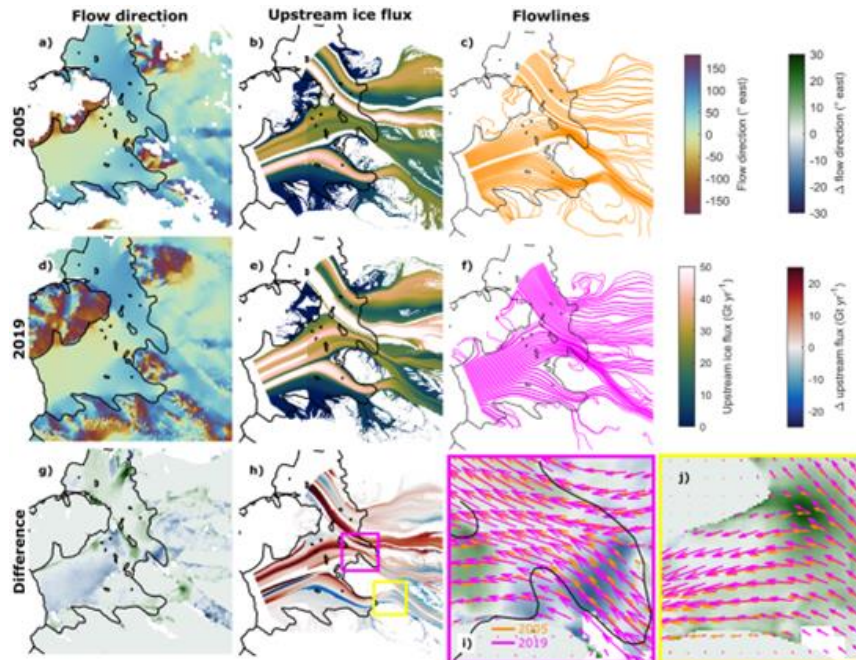 Flow direction
Upstream ice flux
Flowlines
2005
a)
b)
c)
180
150
100
50
0
-50
-100
-150
-180
Flow direction (° east)
30
20
10
0
-10
-20
-30
Δ flow direction (° east)
2019
d)
e)
f)
50
40
30
20
10
0
Upstream ice flux (Gt yr⁻¹)
20
10
0
-10
-20
Δ upstream flux (Gt yr⁻¹)
Difference
g)
h)
i)
2005
2019
j)